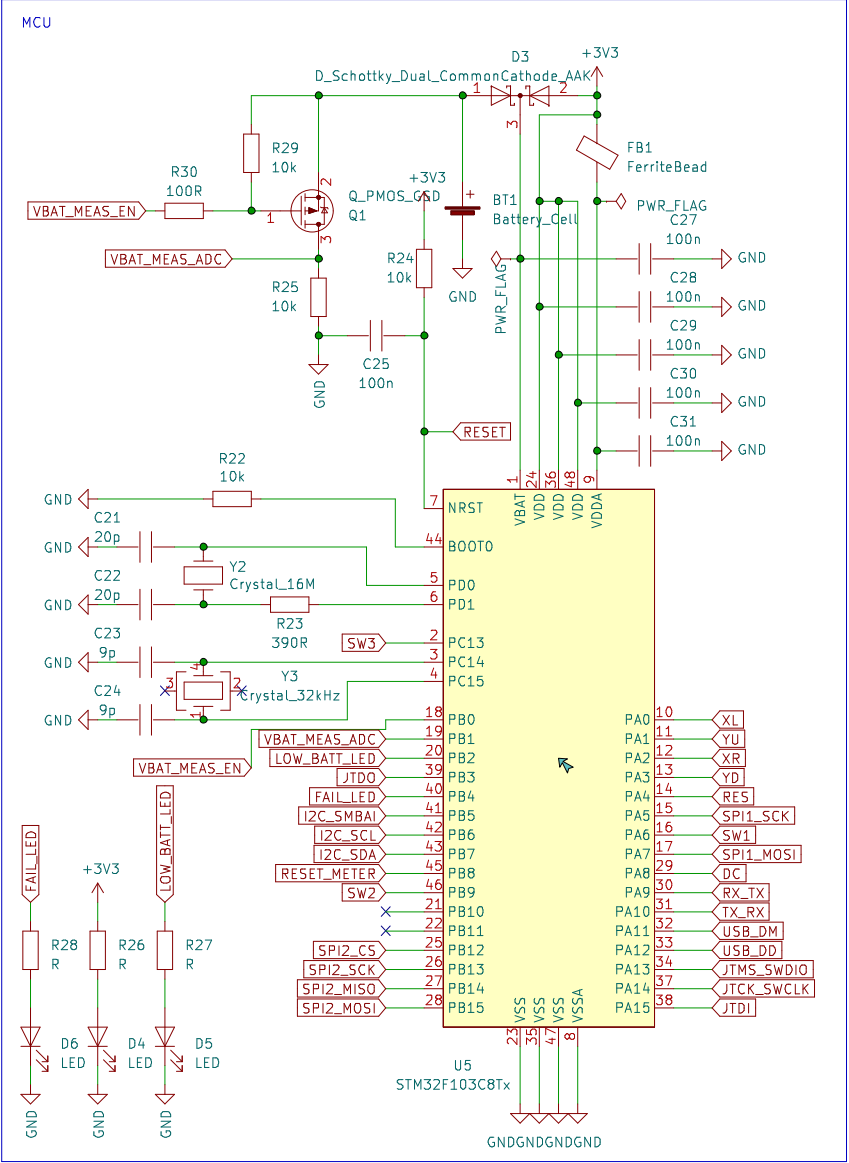 MCU
D3
+3V3
D_Schottky_Dual_CommonCathode_AAK
1
2
3
R29
10k
FB1
FerriteBead
R30
100R
+3V3
2
Q_PMOS_GSD
Q1
+
BT1
Battery_Cell
PWR_FLAG
VBAT_MEAS_EN
1
C27
100n
3
VBAT_MEAS_ADC
R24
10k
PWR_FLAG
GND
GND
R25
10k
C28
100n
GND
C29
100n
GND
C25
100n
GND
C30
100n
GND
C31
100n
GND
RESET
R22
10k
GND
1
24
36
48
9
VBAT
VDD
VDD
VDD
VDDA
7
NRST
C21
20p
GND
44
BOOT0
Y2
Crystal_16M
C22
20p
GND
5
PD0
6
PD1
R23
390R
C23
9p
GND
SW3
2
PC13
3
PC14
4
PC15
4
3
2
1
Y3
Crystal_32kHz
C24
9p
GND
18
PB0
PA0
10
XL
VBAT_MEAS_ADC
19
PB1
PA1
11
YU
LOW_BATT_LED
20
PB2
PA2
12
XR
VBAT_MEAS_EN
JTDO
39
PB3
PA3
13
YD
FAIL_LED
40
PB4
PA4
14
RES
I2C_SMBAI
41
PB5
PA5
15
SPI1_SCK
I2C_SCL
42
PB6
PA6
16
SW1
I2C_SDA
43
PB7
PA7
17
SPI1_MOSI
RESET_METER
45
PB8
PA8
29
DC
SW2
46
PB9
PA9
30
RX_TX
21
PB10
PA10
31
TX_RX
22
PB11
PA11
32
USB_DM
SPI2_CS
25
PB12
PA12
33
USB_DD
SPI2_SCK
26
PB13
PA13
34
JTMS_SWDIO
SPI2_MISO
27
PB14
PA14
37
JTCK_SWCLK
SPI2_MOSI
28
PB15
PA15
38
JTDI
FAIL_LED
+3V3
LOW_BATT_LED
R28
R
R26
R
R27
R
D6
LED
D4
LED
D5
LED
GND
GND
GND
VSS
VSS
VSS
VSSA
23
35
47
8
U5
STM32F103C8Tx
GND
GND
GND
GND